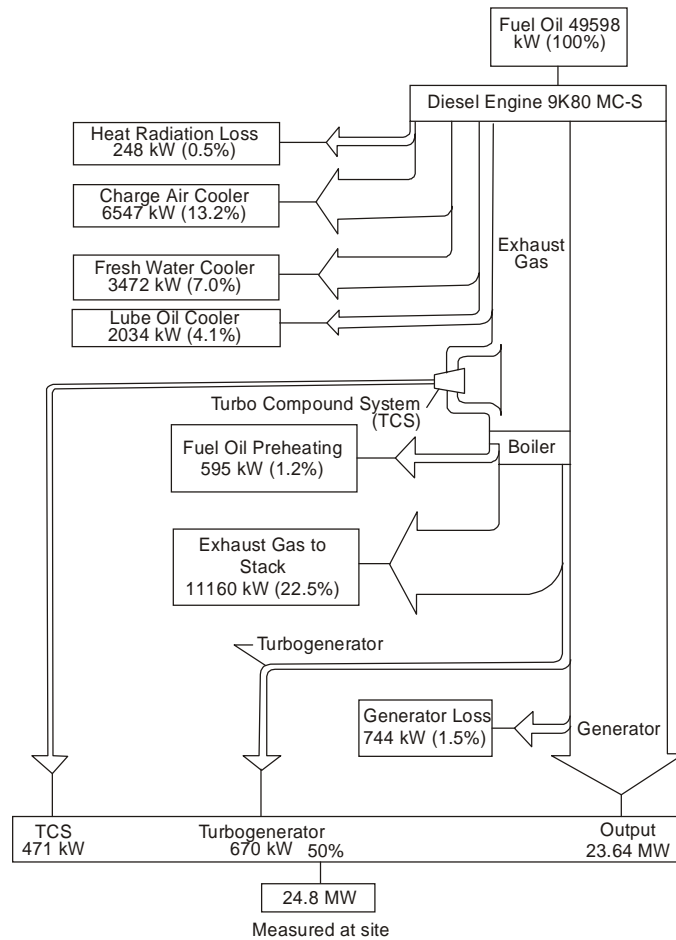 Fuel Oil 49598
kW (100%)
Diesel Engine 9K80 MC-S
Heat Radiation Loss
248 kW (0.5%)
Charge Air Cooler
6547 kW (13.2%)
Exhaust
Gas
Fresh Water Cooler
3472 kW (7.0%)
Lube Oil Cooler
2034 kW (4.1%)
Turbo Compound System
(TCS)
Fuel Oil Preheating
595 kW (1.2%)
Boiler
Exhaust Gas to
Stack
11160 kW (22.5%)
Turbogenerator
Generator Loss
744 kW (1.5%)
Generator
TCS
471 kW
Turbogenerator
670 kW 50%
Output
23.64 MW
24.8 MW
Measured at site